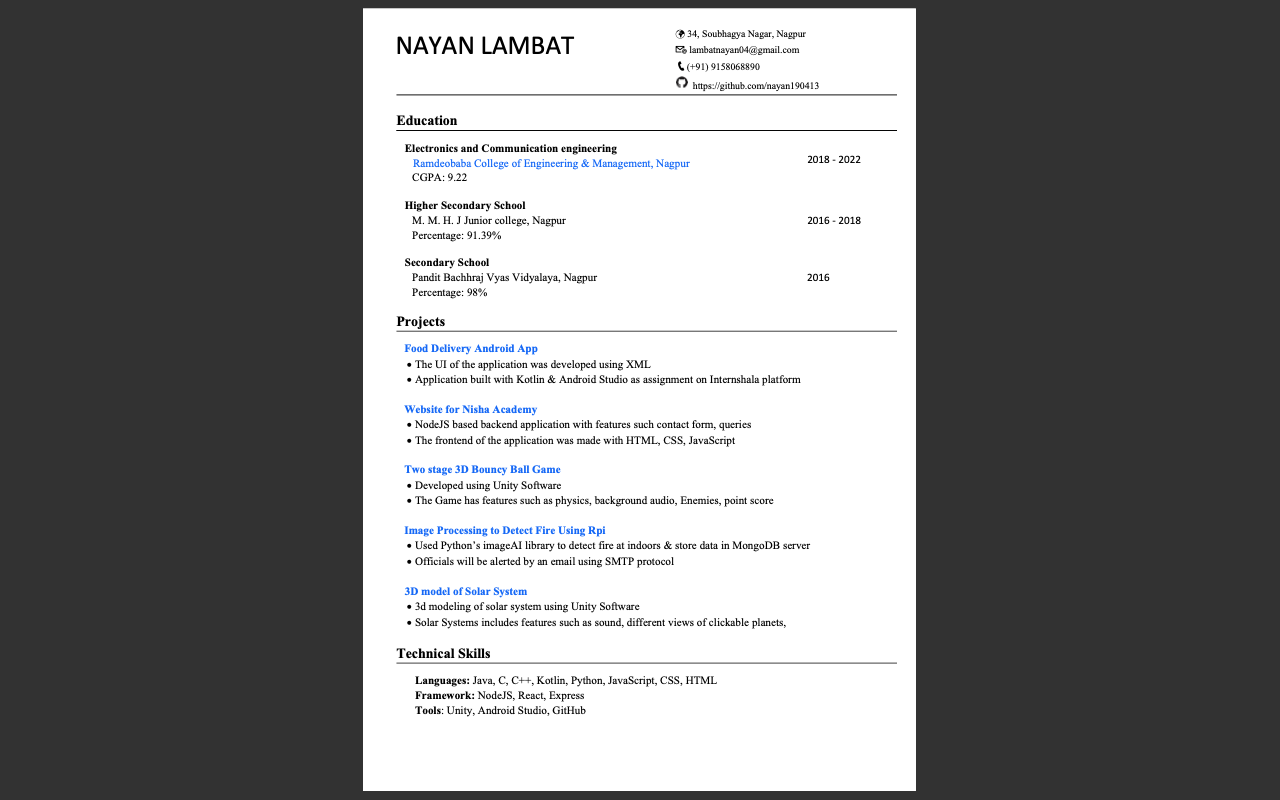 NAYAN LAMBAT
34, Soubhagya Nagar, Nagpur
lambatnayan04@gmail.com
(+91) 9158068890
https://github.com/nayan190413
Education
Electronics and Communication engineering
Ramdeobaba College of Engineering & Management, Nagpur
2018 - 2022
CGPA: 9.22
Higher Secondary School
M. M. H. J Junior college, Nagpur
2016 - 2018
Percentage: 91.39%
Secondary School
Pandit Bachhraj Vyas Vidyalaya, Nagpur
2016
Percentage: 98%
Projects
Food Delivery Android App
• The UI of the application was developed using XML
• Application built with Kotlin & Android Studio as assignment on Internshala platform
Website for Nisha Academy
• NodeJS based backend application with features such contact form, queries
• The frontend of the application was made with HTML, CSS, JavaScript
Two stage 3D Bouncy Ball Game
• Developed using Unity Software
• The Game has features such as physics, background audio, Enemies, point score
Image Processing to Detect Fire Using Rpi
• Used Python's imageAI library to detect fire at indoors & store data in MongoDB server
• Officials will be alerted by an email using SMTP protocol
3D model of Solar System
• 3d modeling of solar system using Unity Software
• Solar Systems includes features such as sound, different views of clickable planets,
Technical Skills
Languages: Java, C, C++, Kotlin, Python, JavaScript, CSS, HTML
Framework: NodeJS, React, Express
Tools: Unity, Android Studio, GitHub